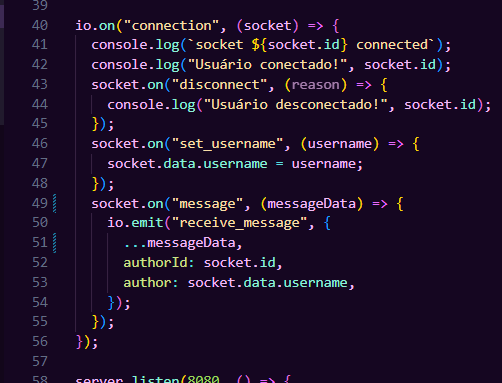 39
40 io.on("connection", (socket) => {
41 console.log(`socket ${socket.id} connected`);
42 console.log("Usuário conectado!", socket.id);
43 socket.on("disconnect", (reason) => {
44 console.log("Usuário desconectado!", socket.id);
45 });
46 socket.on("set_username", (username) => {
47 socket.data.username = username;
48 });
49 socket.on("message", (messageData) => {
50 io.emit("receive_message", {
51 ...messageData,
52 authorId: socket.id,
53 author: socket.data.username,
54 });
55 });
56 });
57
58 server.listen(8080, () => {